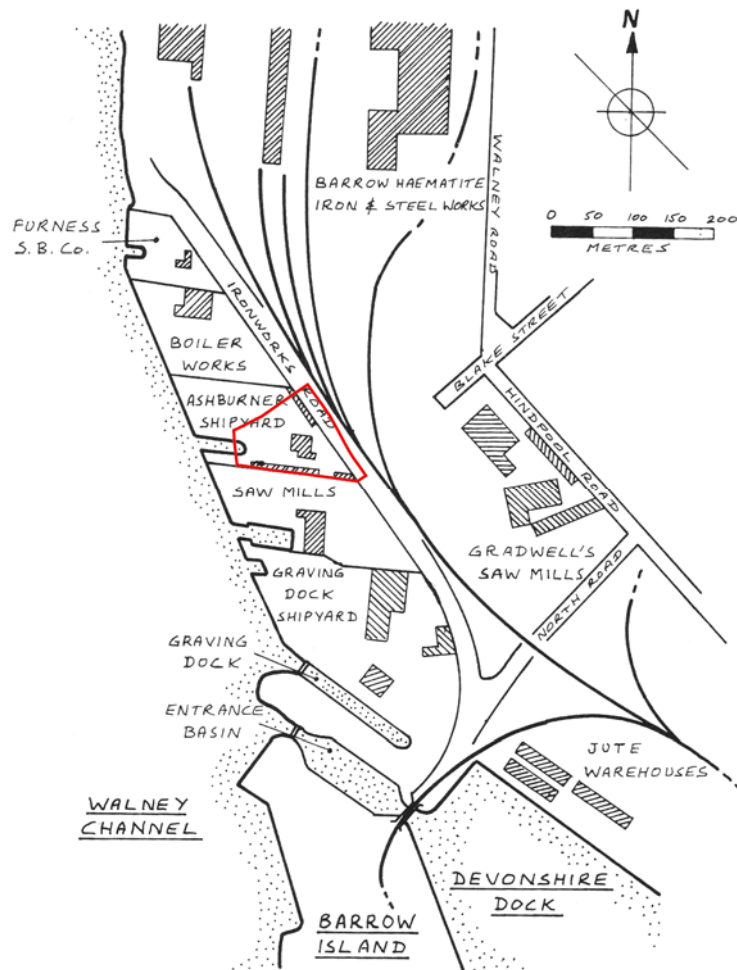 N
WALNEY ROAD
BARROW HAEMATITE
IRON & STEEL WORKS
0 50 100 150 200
METRES
FURNESS
S. B. Co.
IRONWORKS ROAD
BLAKE STREET
BOILER
WORKS
ASHBURNER
SHIPYARD
HINDPOOL ROAD
SAW MILLS
GRADWELL'S
SAW MILLS
NORTH ROAD
GRAVING
DOCK
SHIPYARD
GRAVING
DOCK
ENTRANCE
BASIN
JUTE
WAREHOUSES
WALNEY
CHANNEL
DEVONSHIRE
DOCK
BARROW
ISLAND